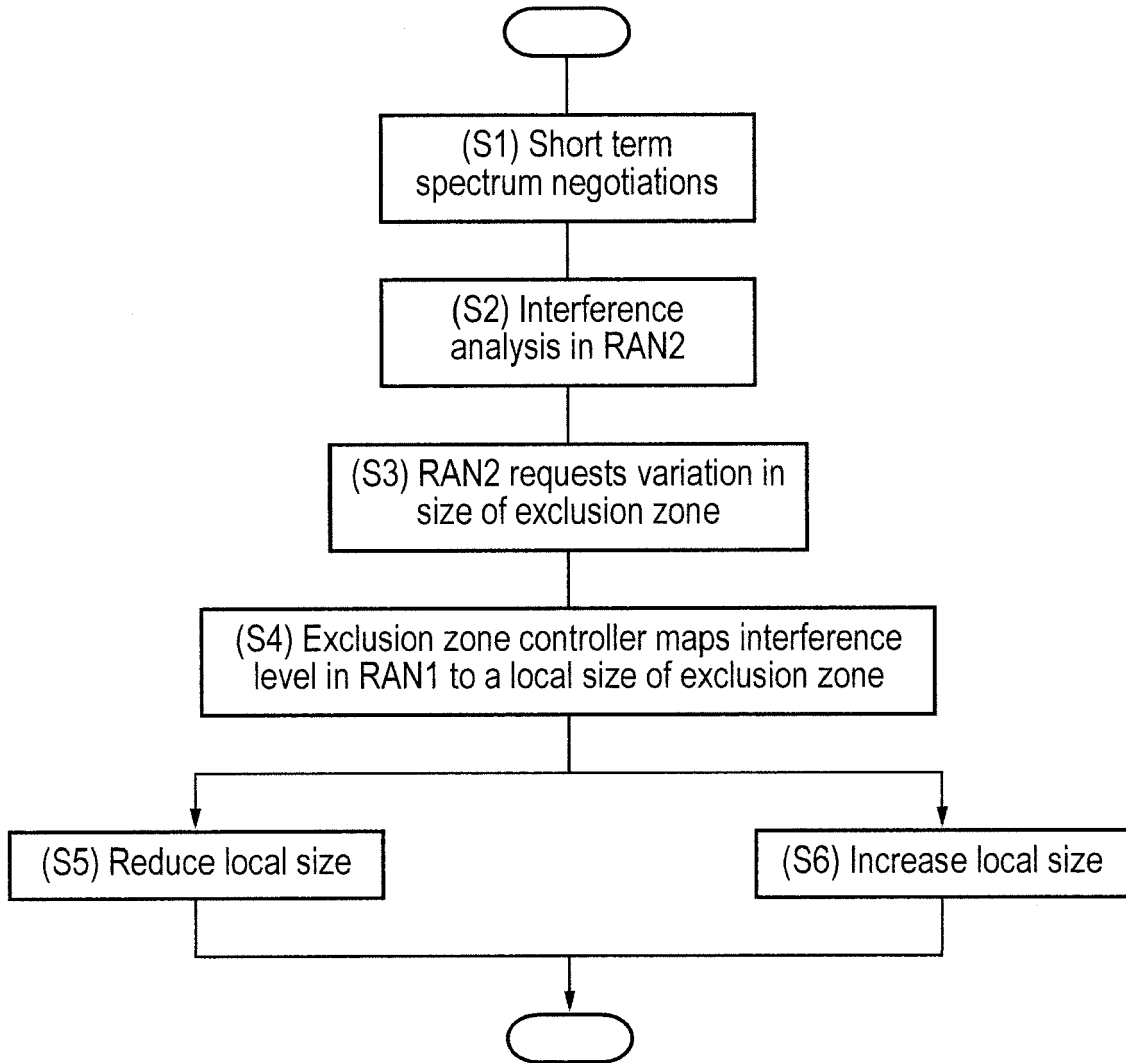 (S1) Short term
spectrum negotiations
(S2) Interference
analysis in RAN2
(S3) RAN2 requests variation in
size of exclusion zone
(S4) Exclusion zone controller maps interference
level in RAN1 to a local size of exclusion zone
(S5) Reduce local size
(S6) Increase local size